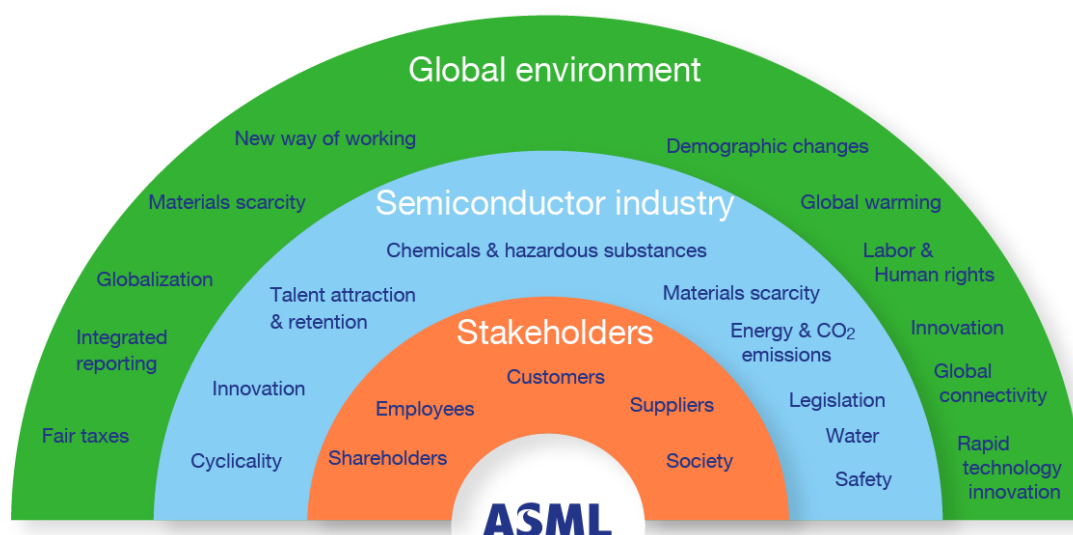 Global environment
New way of working
Demographic changes
Materials scarcity
Global warming
Globalization
Labor &
Human rights
Integrated
reporting
Innovation
Global
connectivity
Fair taxes
Rapid
technology
innovation
Semiconductor industry
Chemicals & hazardous substances
Talent attraction
& retention
Materials scarcity
Energy & CO₂
emissions
Innovation
Legislation
Water
Cyclicality
Safety
Stakeholders
Customers
Employees
Suppliers
Shareholders
Society
ASML